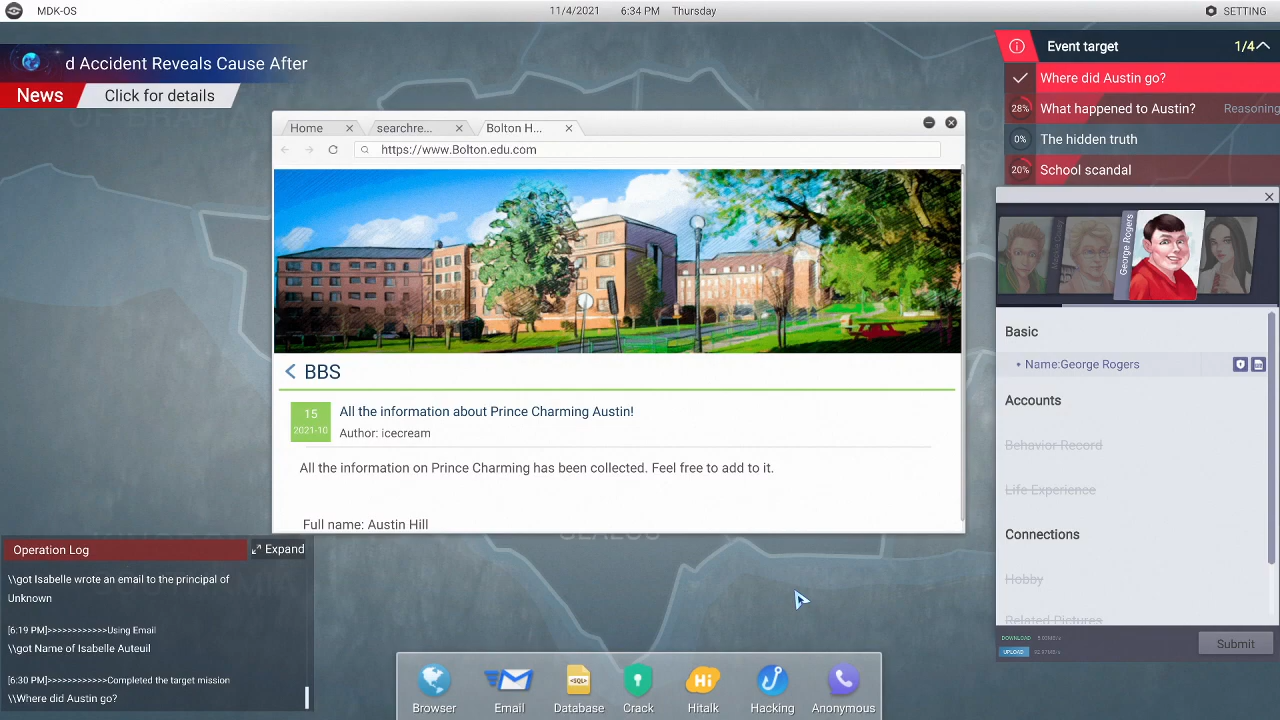 MDK-OS
11/4/2021 6:34 PM Thursday
SETTING
d Accident Reveals Cause After
News Click for details
Event target 1/4
Where did Austin go?
28% What happened to Austin? Reasoning
0% The hidden truth
20% School scandal
Home
searchre...
Bolton H...
https://www.Bolton.edu.com
BBS
15
2021-10
All the information about Prince Charming Austin!
Author: icecream
All the information on Prince Charming has been collected. Feel free to add to it.
Full name: Austin Hill
George Rogers
Basic
• Name:George Rogers
Accounts
Behavior Record
Life Experience
Connections
Hobby
Related Pictures
DOWNLOAD
UPLOAD
Submit
Operation Log
Expand
\\got Isabelle wrote an email to the principal of
Unknown
[6:19 PM]>>>>>>>>>>>>Using Email
\\got Name of Isabelle Auteuil
[6:30 PM]>>>>>>>>>>>>Completed the target mission
\\Where did Austin go?
<SQL>
Hi
Browser Email Database Crack Hitalk Hacking Anonymous